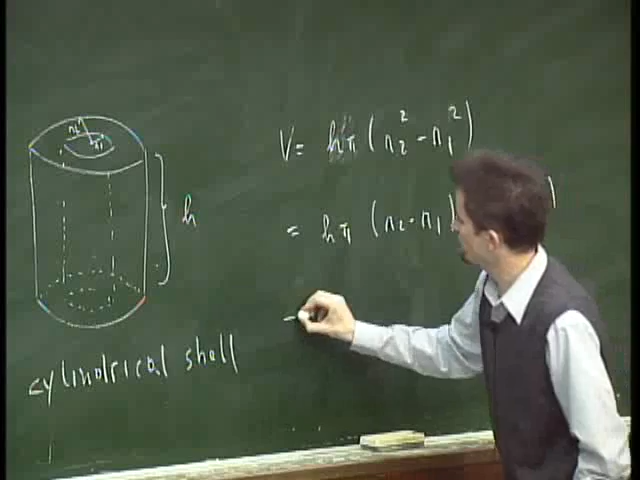 r₂
r₁
h
cylindrical shell
V = hπ (r₂² - r₁²)
= hπ (r₂ - r₁)